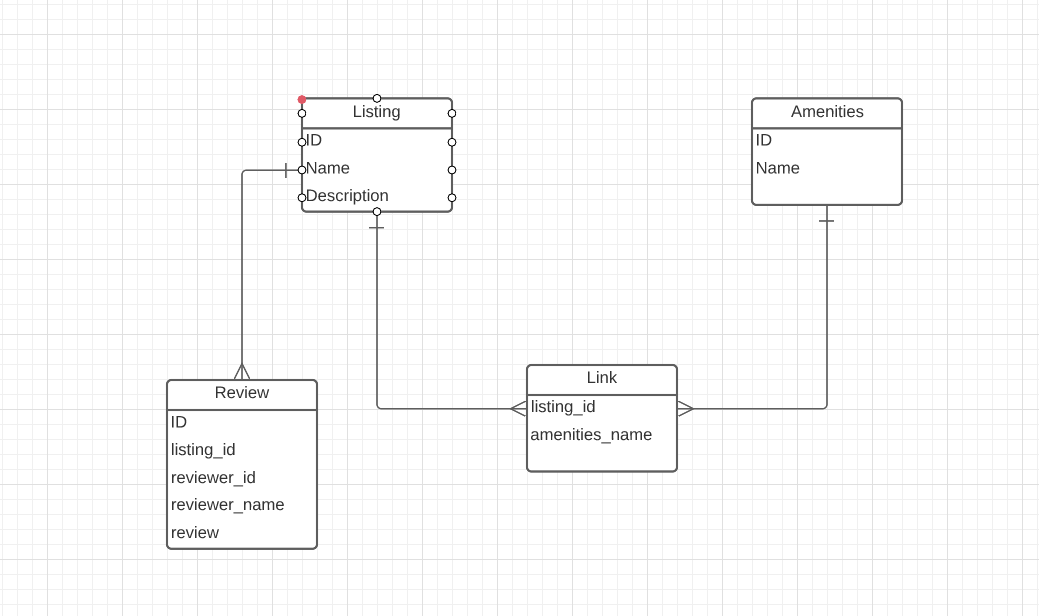 Listing
ID
Name
Description
Amenities
ID
Name
Review
ID
listing_id
reviewer_id
reviewer_name
review
Link
listing_id
amenities_name